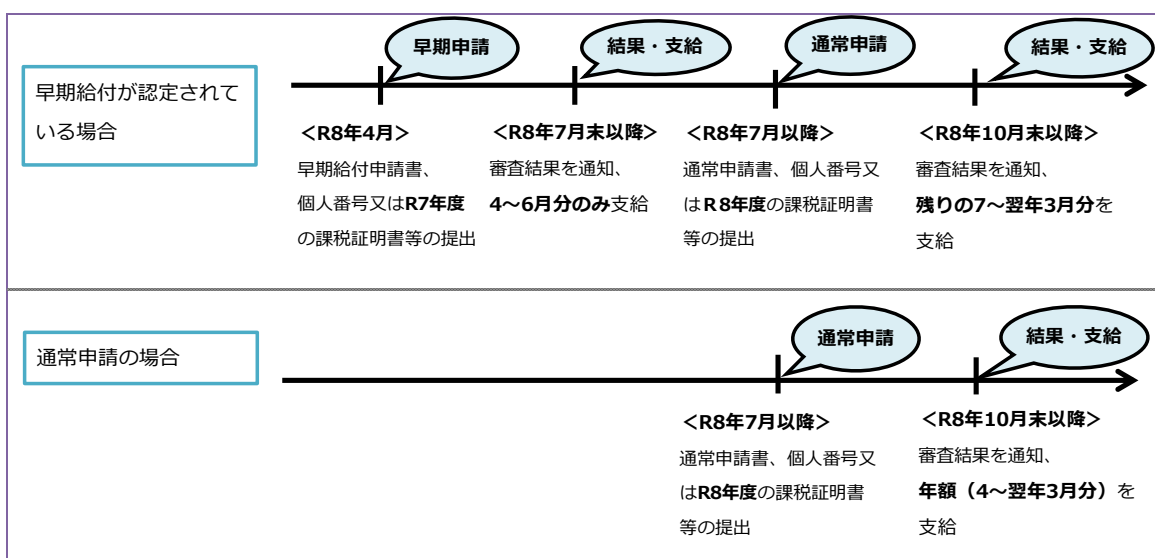 早期申請
結果・支給
通常申請
結果・支給
早期給付が認定されて
いる場合
＜R8年4月＞
早期給付申請書、
個人番号又はR7年度
の課税証明書等の提出
＜R8年7月末以降＞
審査結果を通知、
4～6月分のみ支給
＜R8年7月以降＞
通常申請書、個人番号又
はＲ8年度の課税証明書
等の提出
＜R8年10月末以降＞
審査結果を通知、
残りの7～翌年3月分を
支給
通常申請の場合
通常申請
結果・支給
＜R8年7月以降＞
通常申請書、個人番号又
はR8年度の課税証明書
等の提出
＜R8年10月末以降＞
審査結果を通知、
年額（4～翌年3月分）を
支給